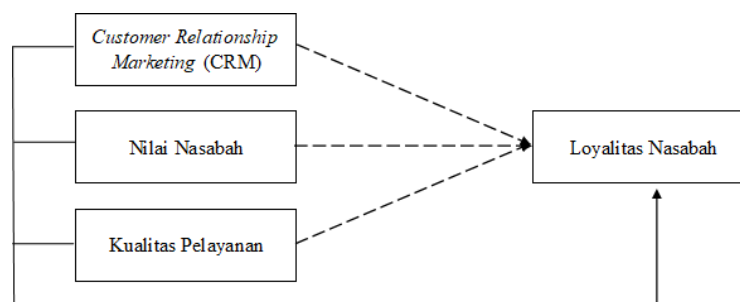 Customer Relationship
Marketing (CRM)
Nilai Nasabah
Loyalitas Nasabah
Kualitas Pelayanan